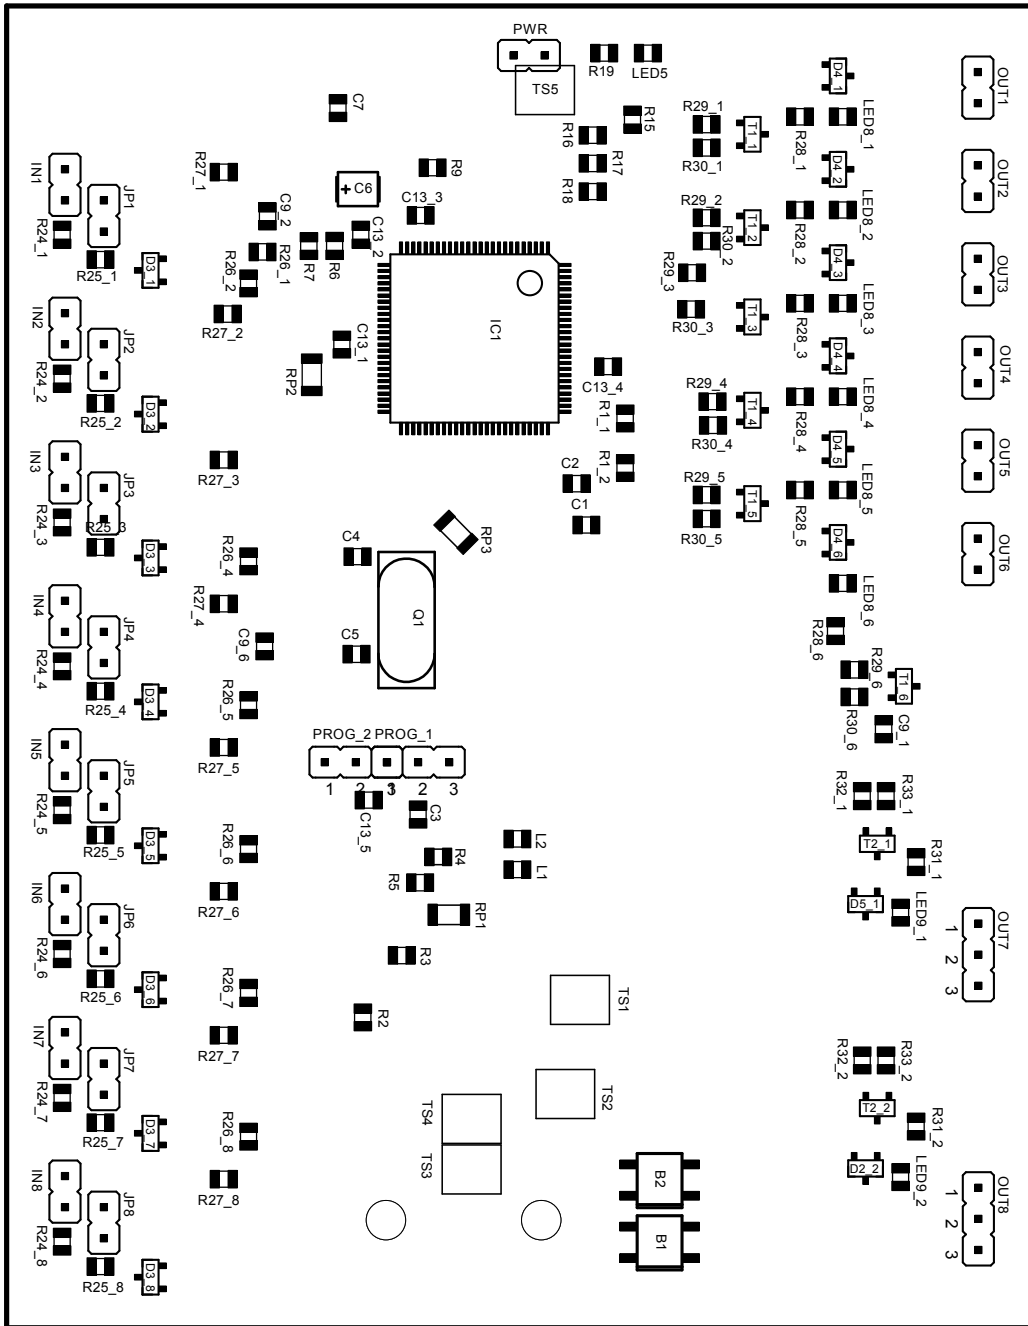 PWR
TS5
R19
LED5
D4_1
OUT1
C7
R15
R16
R17
R18
R29_1
R30_1
T1_1
R28_1
LED8_1
D4_2
OUT2
IN1
JP1
R24_1
R25_1
D3_1
R27_1
C9_2
R26_1
R26_2
R27_2
R7
R6
C6
C13_2
C13_3
R9
R29_2
R30_2
T1_2
R28_2
LED8_2
D4_3
OUT3
IN2
JP2
R24_2
R25_2
D3_2
RP2
C13_1
IC1
C13_4
R29_3
R30_3
T1_3
R28_3
LED8_3
D4_4
OUT4
R1_1
R1_2
R29_4
R30_4
T1_4
R28_4
LED8_4
D4_5
OUT5
IN3
JP3
R24_3
R25_3
D3_3
R27_3
R26_4
C2
C1
RP3
C4
R29_5
R30_5
T1_5
R28_5
LED8_5
D4_6
OUT6
IN4
JP4
R24_4
R25_4
D3_4
R27_4
C9_6
R26_5
C5
Q1
LED8_6
R28_6
R29_6
R30_6
T1_6
C9_1
IN5
JP5
R24_5
R25_5
D3_5
R27_5
R26_6
PROG_2
PROG_1
1
2
3
1
2
3
C13_5
C3
R4
R5
L2
L1
R32_1
R33_1
T2_1
R31_1
D5_1
LED9_1
OUT7
1
2
3
IN6
JP6
R24_6
R25_6
D3_6
R27_6
R26_7
RP1
R3
R2
TS1
TS2
TS4
TS3
IN7
JP7
R24_7
R25_7
D3_7
R27_7
R26_8
R32_2
R33_2
T2_2
R31_2
D2_2
LED9_2
OUT8
1
2
3
IN8
JP8
R24_8
R25_8
D3_8
R27_8
B2
B1